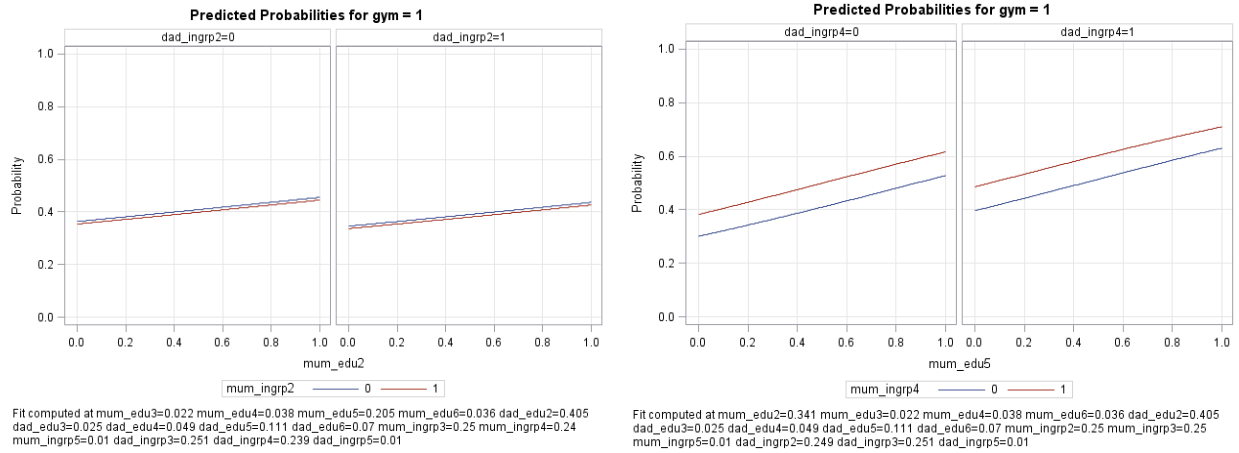 Predicted Probabilities for gym = 1
dad_ingrp2=0 dad_ingrp2=1
1.0
0.8
0.6
0.4
0.2
0.0
Probability
0.0 0.2 0.4 0.6 0.8 1.0 0.0 0.2 0.4 0.6 0.8 1.0
mum_edu2
mum_ingrp2 0 1
Fit computed at mum_edu3=0.022 mum_edu4=0.038 mum_edu5=0.205 mum_edu6=0.036 dad_edu2=0.405
dad_edu3=0.025 dad_edu4=0.049 dad_edu5=0.111 dad_edu6=0.07 mum_ingrp3=0.25 mum_ingrp4=0.24
mum_ingrp5=0.01 dad_ingrp3=0.251 dad_ingrp4=0.239 dad_ingrp5=0.01
Predicted Probabilities for gym = 1
dad_ingrp4=0 dad_ingrp4=1
1.0
0.8
0.6
0.4
0.2
0.0
Probability
0.0 0.2 0.4 0.6 0.8 1.0 0.0 0.2 0.4 0.6 0.8 1.0
mum_edu5
mum_ingrp4 0 1
Fit computed at mum_edu2=0.341 mum_edu3=0.022 mum_edu4=0.038 mum_edu6=0.036 dad_edu2=0.405
dad_edu3=0.025 dad_edu4=0.049 dad_edu5=0.111 dad_edu6=0.07 mum_ingrp2=0.25 mum_ingrp3=0.25
mum_ingrp5=0.01 dad_ingrp2=0.249 dad_ingrp3=0.251 dad_ingrp5=0.01